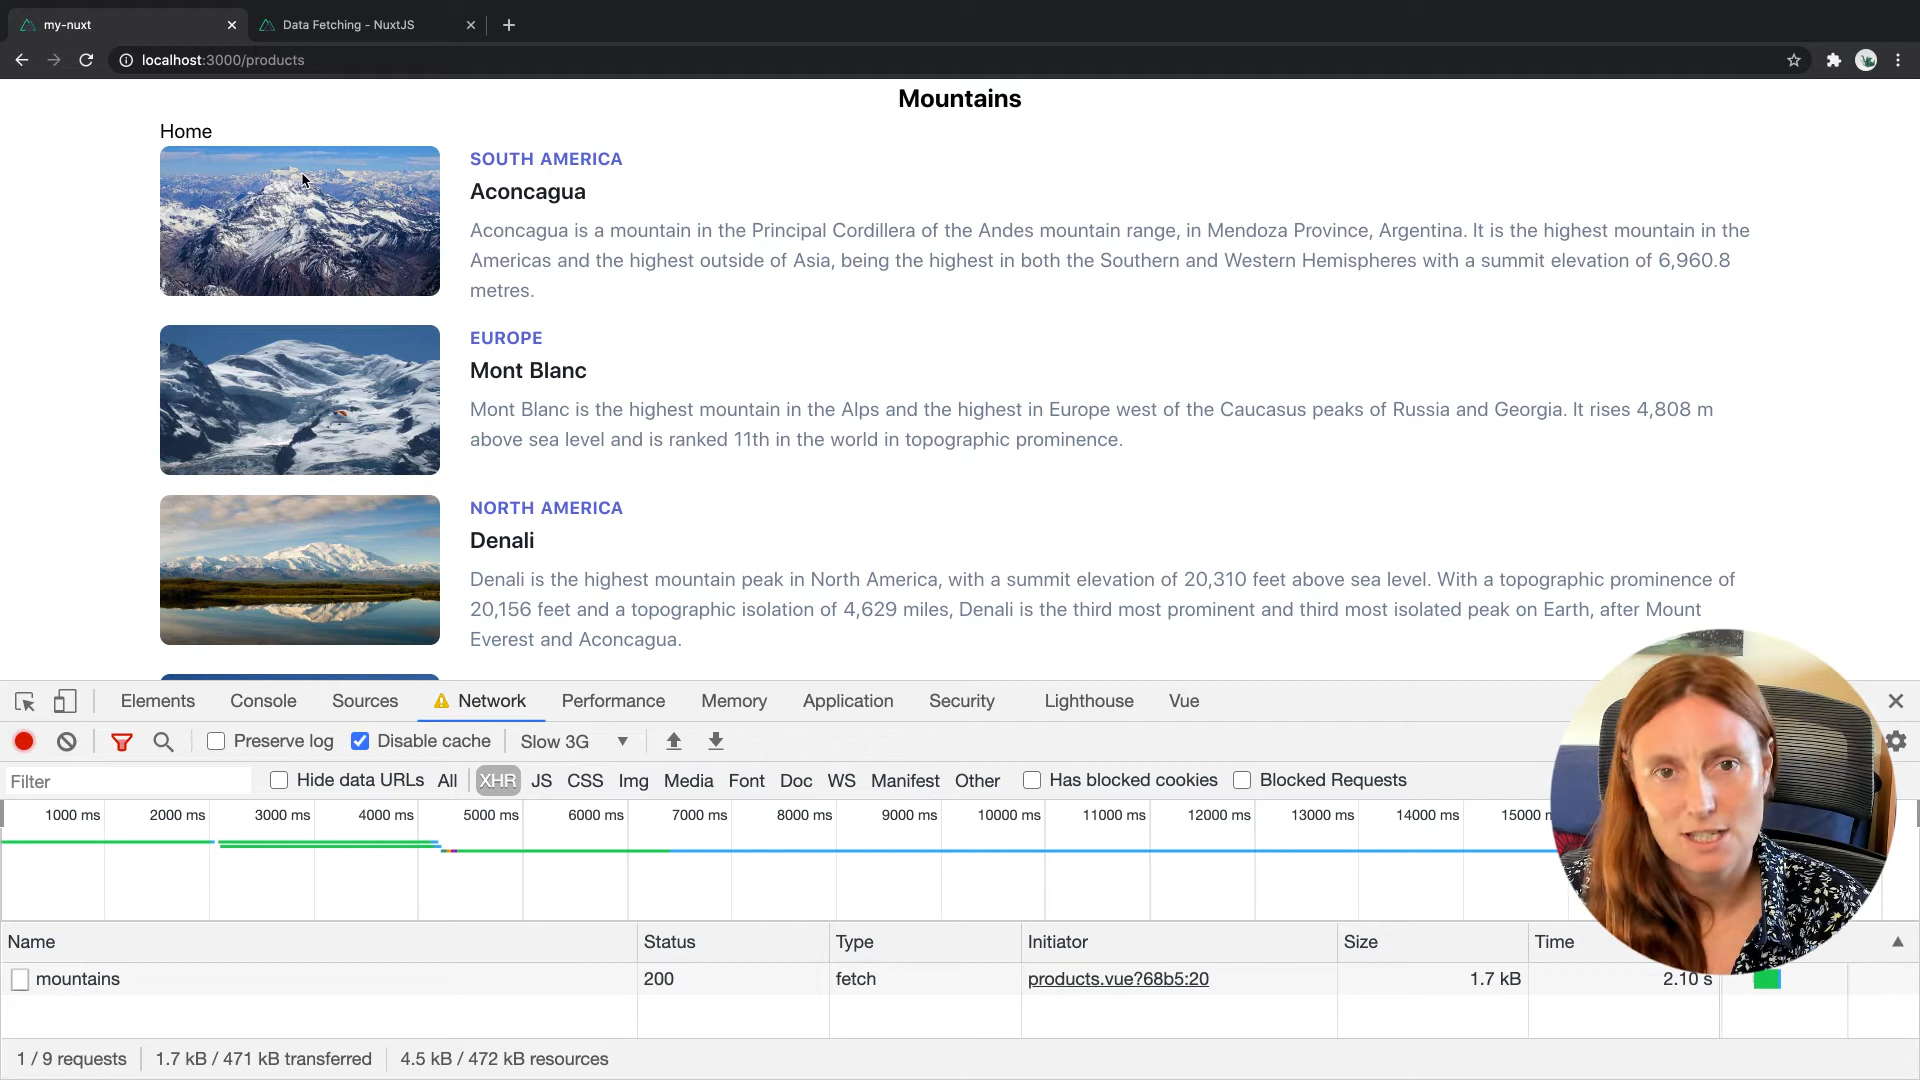 my-nuxt
Data Fetching - NuxtJS
localhost:3000/products
Mountains
Home
SOUTH AMERICA
Aconcagua
Aconcagua is a mountain in the Principal Cordillera of the Andes mountain range, in Mendoza Province, Argentina. It is the highest mountain in the
Americas and the highest outside of Asia, being the highest in both the Southern and Western Hemispheres with a summit elevation of 6,960.8
metres.
EUROPE
Mont Blanc
Mont Blanc is the highest mountain in the Alps and the highest in Europe west of the Caucasus peaks of Russia and Georgia. It rises 4,808 m
above sea level and is ranked 11th in the world in topographic prominence.
NORTH AMERICA
Denali
Denali is the highest mountain peak in North America, with a summit elevation of 20,310 feet above sea level. With a topographic prominence of
20,156 feet and a topographic isolation of 4,629 miles, Denali is the third most prominent and third most isolated peak on Earth, after Mount
Everest and Aconcagua.
Elements Console Sources Network Performance Memory Application Security Lighthouse Vue
Preserve log Disable cache Slow 3G
Filter Hide data URLs All XHR JS CSS Img Media Font Doc WS Manifest Other Has blocked cookies Blocked Requests
1000 ms 2000 ms 3000 ms 4000 ms 5000 ms 6000 ms 7000 ms 8000 ms 9000 ms 10000 ms 11000 ms 12000 ms 13000 ms 14000 ms 15000
Name Status Type Initiator Size Time
mountains 200 fetch products.vue?68b5:20 1.7 kB 2.10 s
1 / 9 requests 1.7 kB / 471 kB transferred 4.5 kB / 472 kB resources